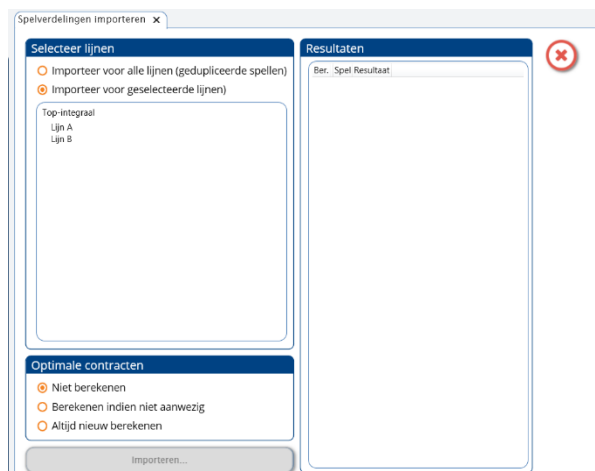 Spelverdelingen importeren x
Selecteer lijnen
Importeer voor alle lijnen (gedupliceerde spellen)
Importeer voor geselecteerde lijnen)
Top-integraal
Lijn A
Lijn B
Optimale contracten
Niet berekenen
Berekenen indien niet aanwezig
Altijd nieuw berekenen
Importeren...
Resultaten
Ber. Spel Resultaat